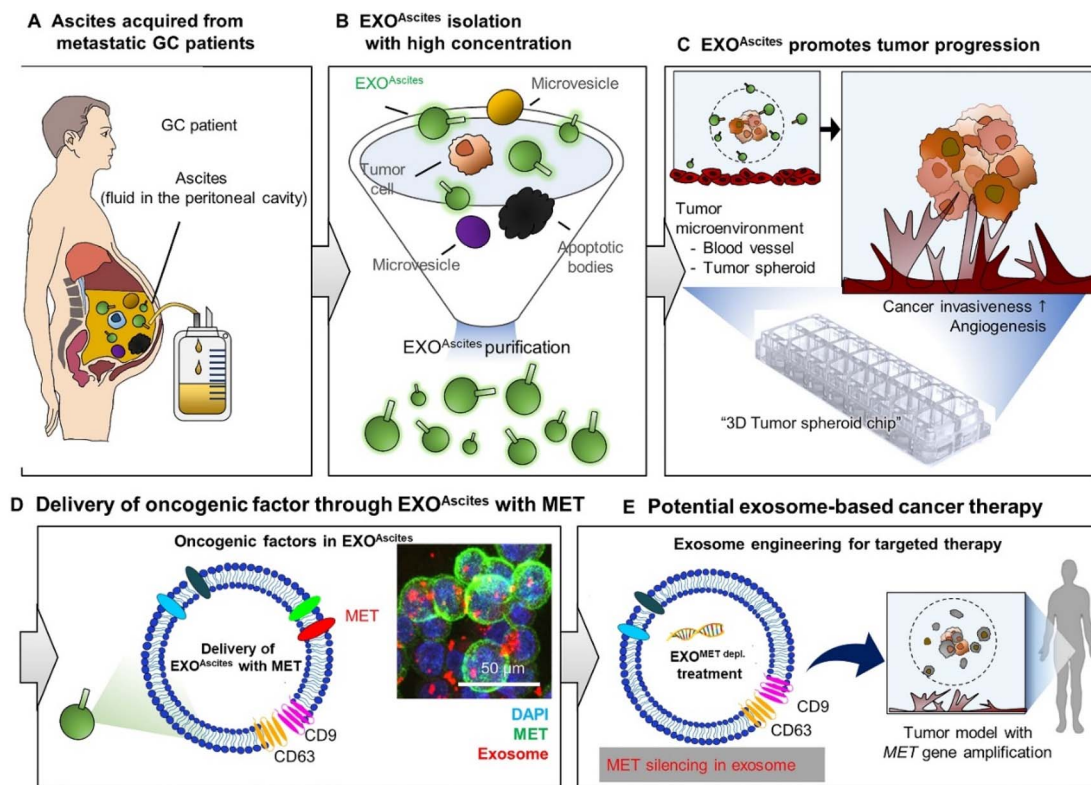 A Ascites acquired from
metastatic GC patients
GC patient
Ascites
(fluid in the peritoneal cavity)
B EXOAscites isolation
with high concentration
EXOAscites
Microvesicle
Tumor
cell
Microvesicle
Apoptotic
bodies
EXOAscites purification
C EXOAscites promotes tumor progression
Tumor
microenvironment
- Blood vessel
- Tumor spheroid
Cancer invasiveness ↑
Angiogenesis
“3D Tumor spheroid chip”
D Delivery of oncogenic factor through EXOAscites with MET
Oncogenic factors in EXOAscites
MET
Delivery of
EXOAscites with MET
50 μm
CD9
CD63
DAPI
MET
Exosome
E Potential exosome-based cancer therapy
Exosome engineering for targeted therapy
EXOMET depl.
treatment
CD9
CD63
MET silencing in exosome
Tumor model with
MET gene amplification